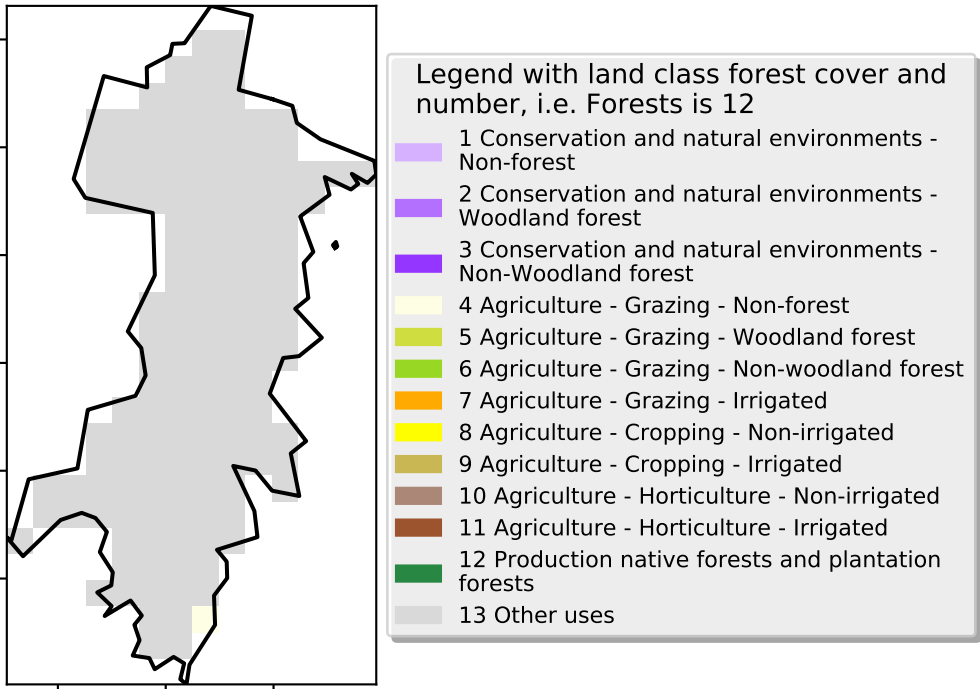 Legend with land class forest cover and
number, i.e. Forests is 12
1 Conservation and natural environments -
Non-forest
2 Conservation and natural environments -
Woodland forest
3 Conservation and natural environments -
Non-Woodland forest
4 Agriculture - Grazing - Non-forest
5 Agriculture - Grazing - Woodland forest
6 Agriculture - Grazing - Non-woodland forest
7 Agriculture - Grazing - Irrigated
8 Agriculture - Cropping - Non-irrigated
9 Agriculture - Cropping - Irrigated
10 Agriculture - Horticulture - Non-irrigated
11 Agriculture - Horticulture - Irrigated
12 Production native forests and plantation
forests
13 Other uses